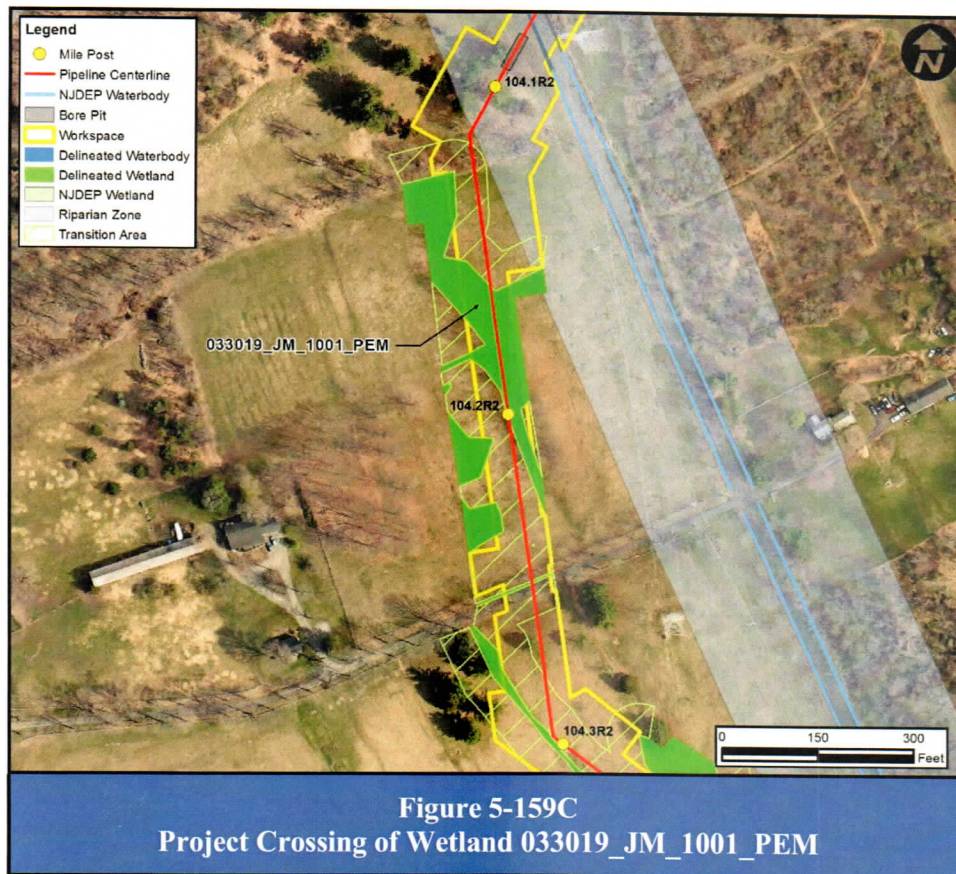 Legend
Mile Post
Pipeline Centerline
NJDEP Waterbody
Bore Pit
Workspace
Delineated Waterbody
Delineated Wetland
NJDEP Wetland
Riparian Zone
Transition Area
N
104.1R2
033019_JM_1001_PEM
104.2R2
104.3R2
0 150 300
Feet
Figure 5-159C
Project Crossing of Wetland 033019_JM_1001_PEM